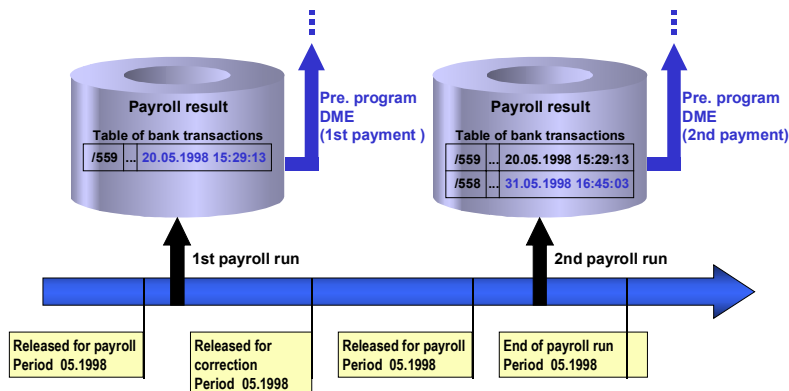 Payroll result
Table of bank transactions
/559 ... 20.05.1998 15:29:13
Pre. program
DME
(1st payment )
Payroll result
Table of bank transactions
/559 ... 20.05.1998 15:29:13
/558 ... 31.05.1998 16:45:03
Pre. program
DME
(2nd payment)
1st payroll run
2nd payroll run
Released for payroll
Period 05.1998
Released for
correction
Period 05.1998
Released for payroll
Period 05.1998
End of payroll run
Period 05.1998